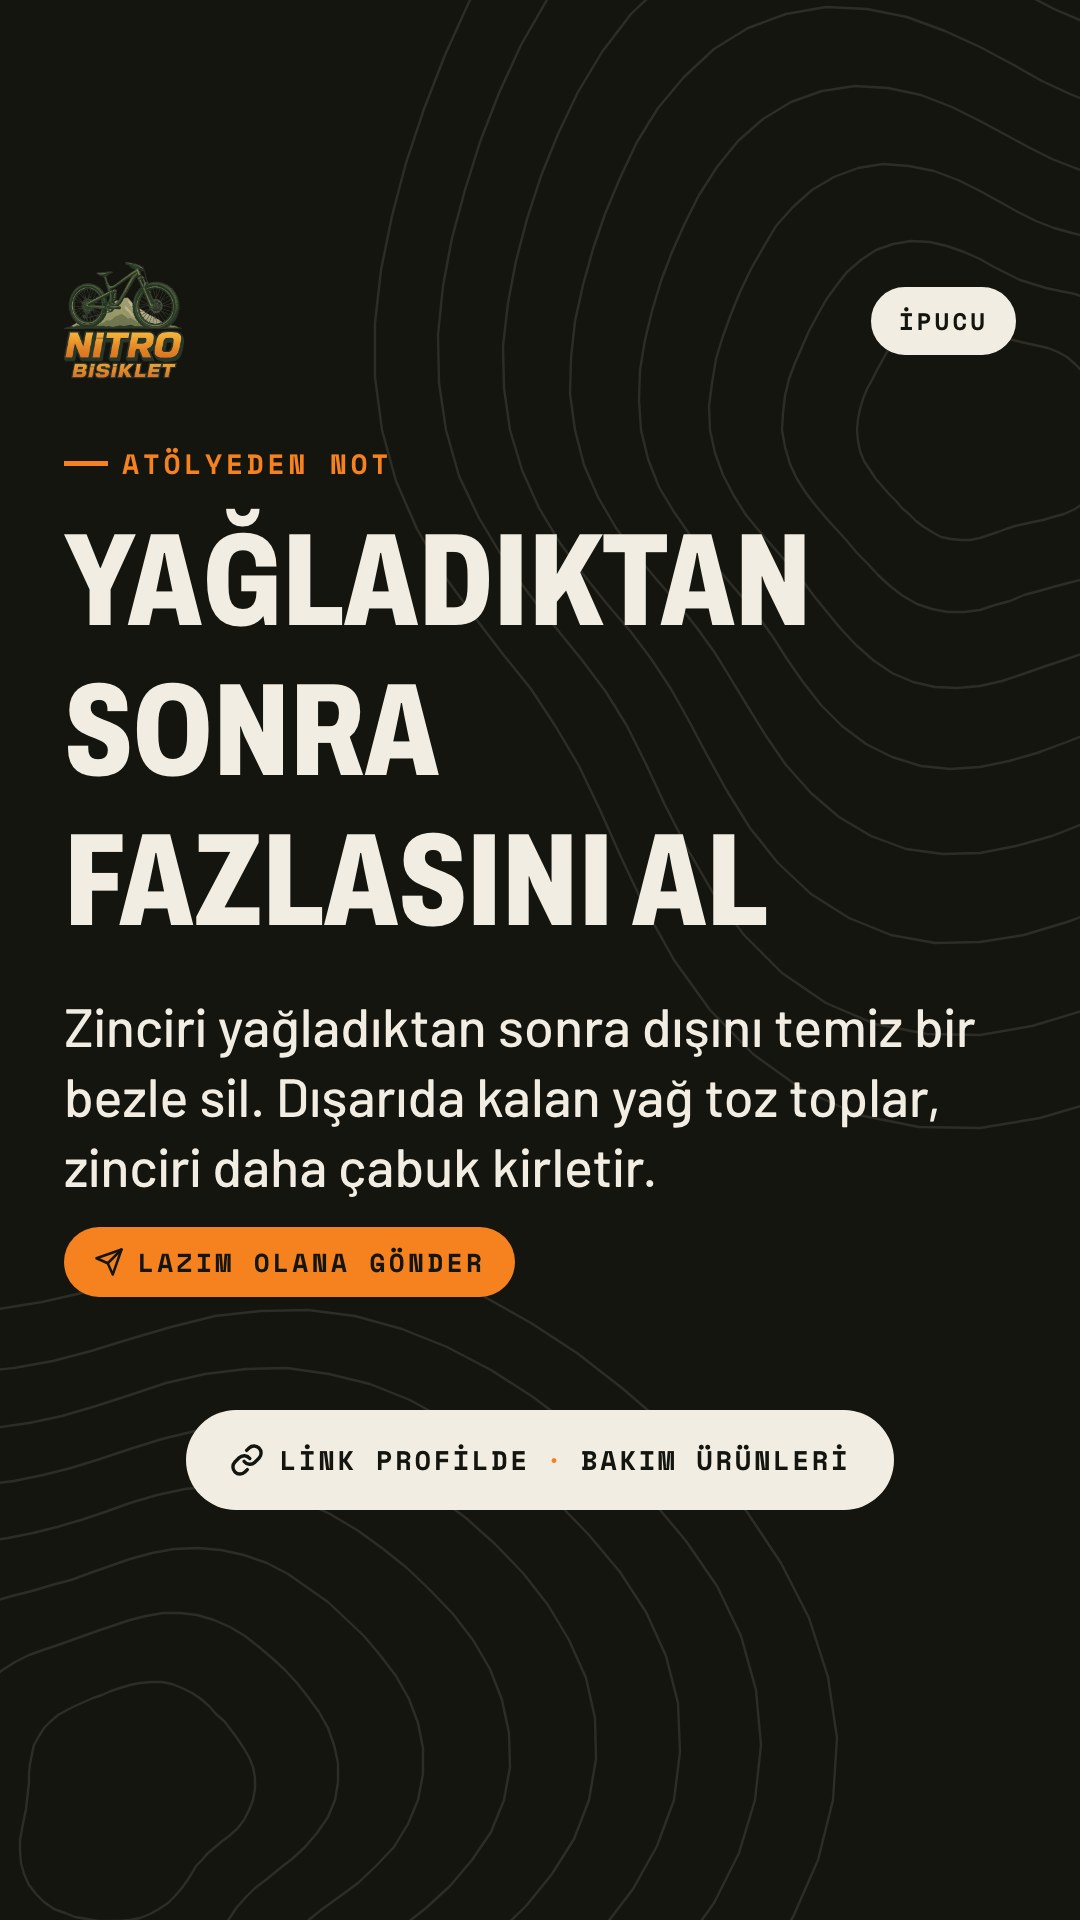 NiTRO
BiSiKLET
İPUCU
ATÖLYEDEN NOT
YAĞLADIKTAN
SONRA
FAZLASINI AL
Zinciri yağladıktan sonra dışını temiz bir
bezle sil. Dışarıda kalan yağ toz toplar,
zinciri daha çabuk kirletir.
LAZIM OLANA GÖNDER
LİNK PROFİLDE · BAKIM ÜRÜNLERİ